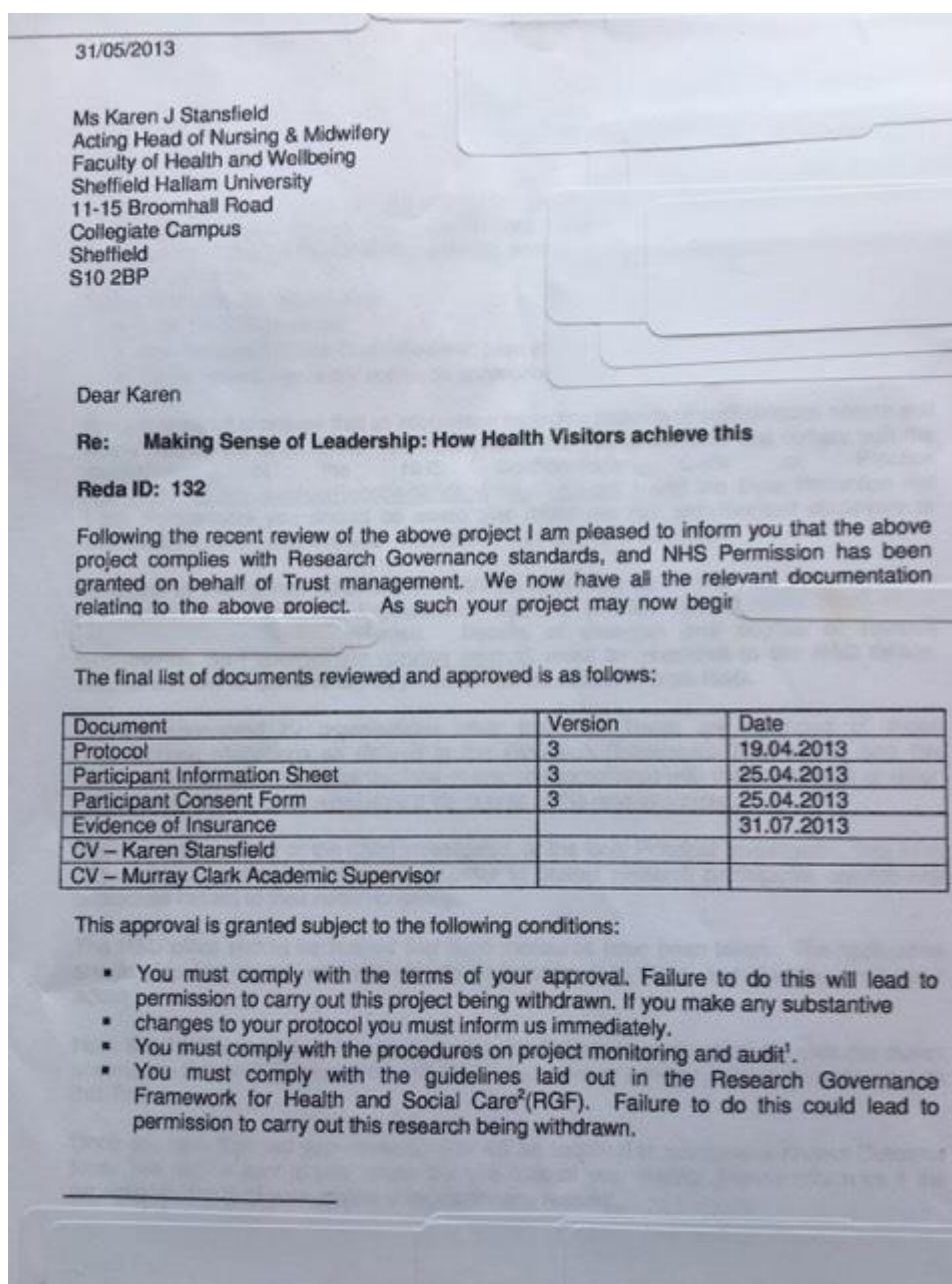 31/05/2013
Ms Karen J Stansfield
Acting Head of Nursing & Midwifery
Faculty of Health and Wellbeing
Sheffield Hallam University
11-15 Broomhall Road
Collegiate Campus
Sheffield
S10 2BP
Dear Karen
Re: Making Sense of Leadership: How Health Visitors achieve this
Reda ID: 132
Following the recent review of the above project I am pleased to inform you that the above
project complies with Research Governance standards, and NHS Permission has been
granted on behalf of Trust management. We now have all the relevant documentation
relating to the above project. As such your project may now
The final list of documents reviewed and approved is as follows:
Document Version Date
Protocol 3 19.04.2013
Participant Information Sheet 3 25.04.2013
Participant Consent Form 3 25.04.2013
Evidence of Insurance 31.07.2013
CV – Karen Stansfield
CV – Murray Clark Academic Supervisor
This approval is granted subject to the following conditions:
▪ You must comply with the terms of your approval. Failure to do this will lead to
permission to carry out this project being withdrawn. If you make any substantive
▪ changes to your protocol you must inform us immediately.
▪ You must comply with the procedures on project monitoring and audit¹.
▪ You must comply with the guidelines laid out in the Research Governance
Framework for Health and Social Care²(RGF). Failure to do this could lead to
permission to carry out this research being withdrawn.